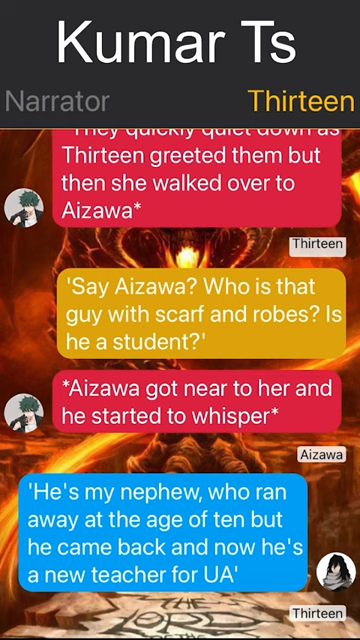 Kumar Ts
Narrator
Thirteen
They quickly quiet down as
Thirteen greeted them but
then she walked over to
Aizawa*
Thirteen
'Say Aizawa? Who is that
guy with scarf and robes? Is
he a student?'
*Aizawa got near to her and
he started to whisper*
Aizawa
'He's my nephew, who ran
away at the age of ten but
he came back and now he's
a new teacher for UA'
Thirteen
THE
LORD